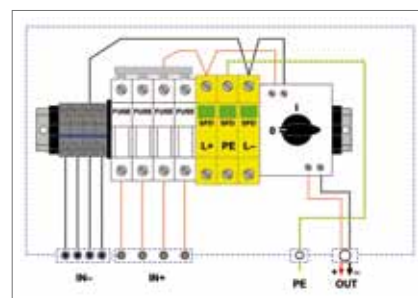 FUSE FUSE FUSE FUSE SPD SPD SPD
I
0
L+ PE L-
+ -
IN- IN+ PE OUT